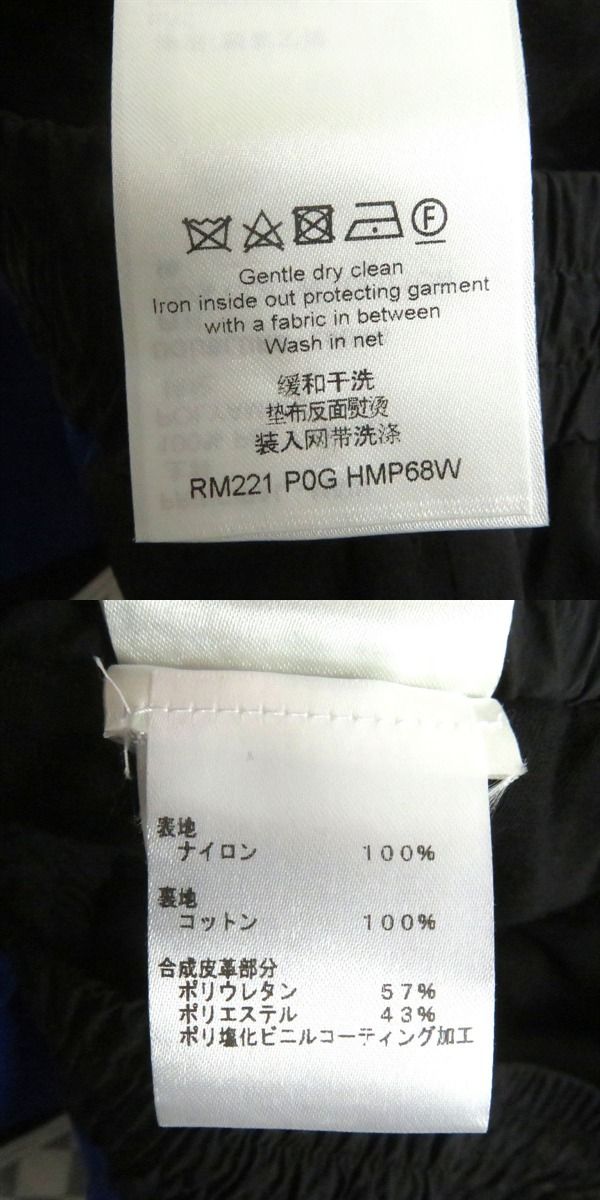 F
Gentle dry clean
Iron inside out protecting garment
with a fabric in between
Wash in net
缓和干洗
垫布反面熨烫
装入网带洗涤
RM221 P0G HMP68W
表地
ナイロン 100%
裏地
コットン 100%
合成皮革部分
ポリウレタン 57%
ポリエステル 43%
ポリ塩化ビニルコーティング加工